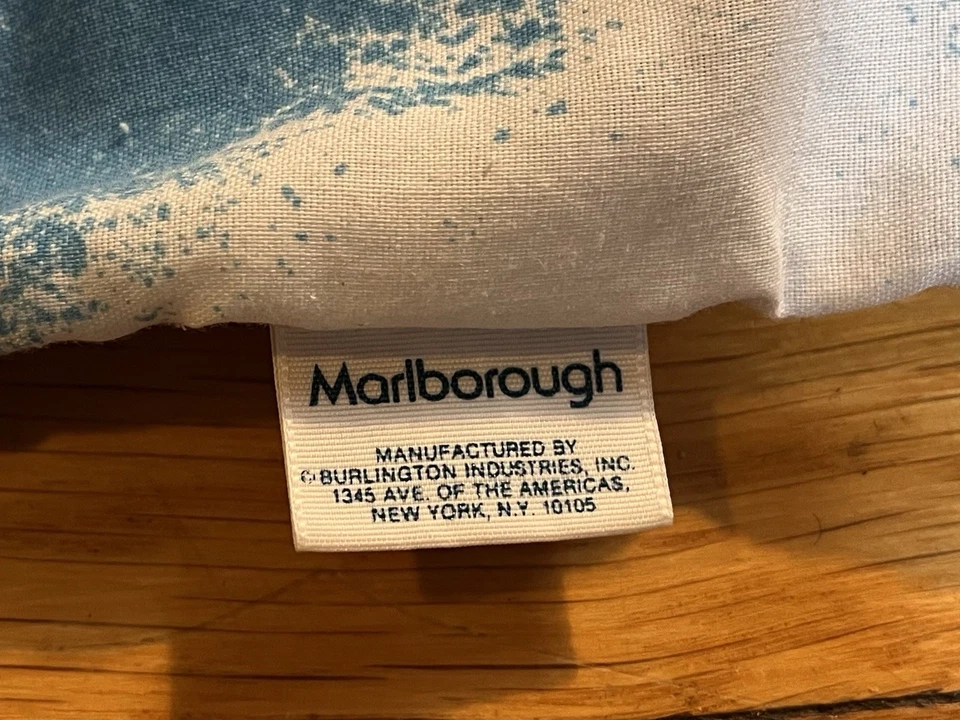 Marlborough
MANUFACTURED BY
©BURLINGTON INDUSTRIES, INC.
1345 AVE. OF THE AMERICAS,
NEW YORK, N.Y. 10105